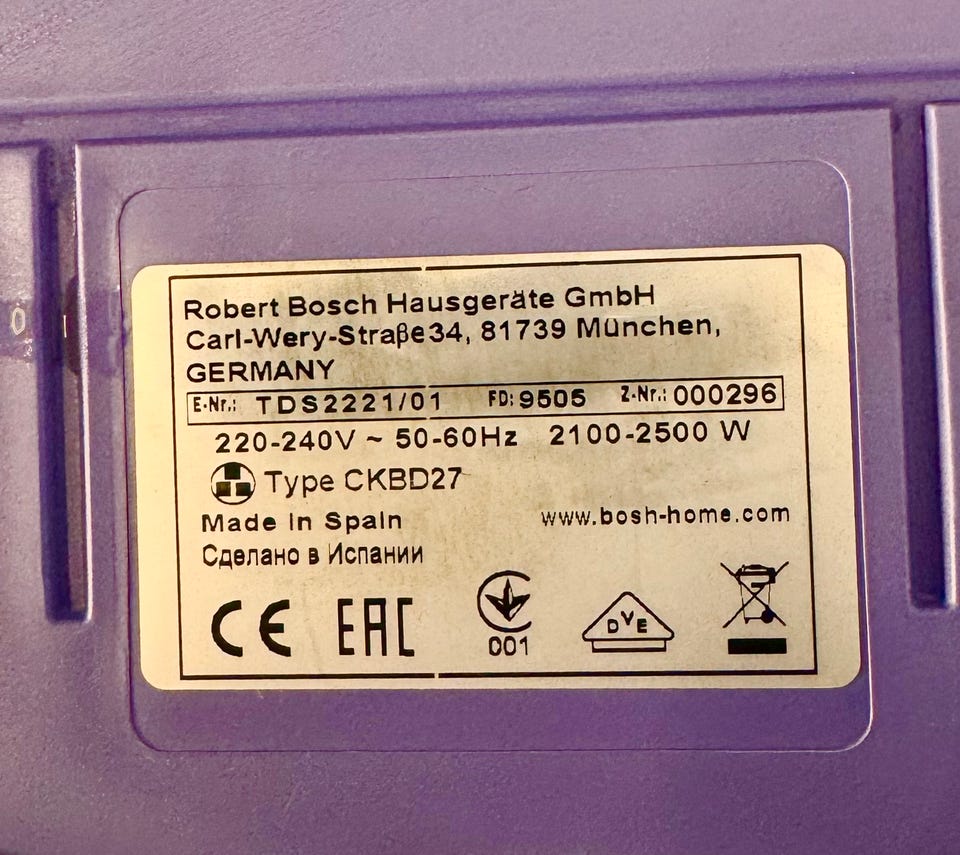 Robert Bosch Hausgeräte GmbH
Carl-Wery-Straβe34, 81739 München,
GERMANY
E-Nr.: TDS2221/01 FD: 9505 Z-Nr.: 000296
220-240V ~ 50-60Hz 2100-2500 W
Type CKBD27
Made in Spain www.bosh-home.com
Сделано в Испании
CE EAC 001 DVE